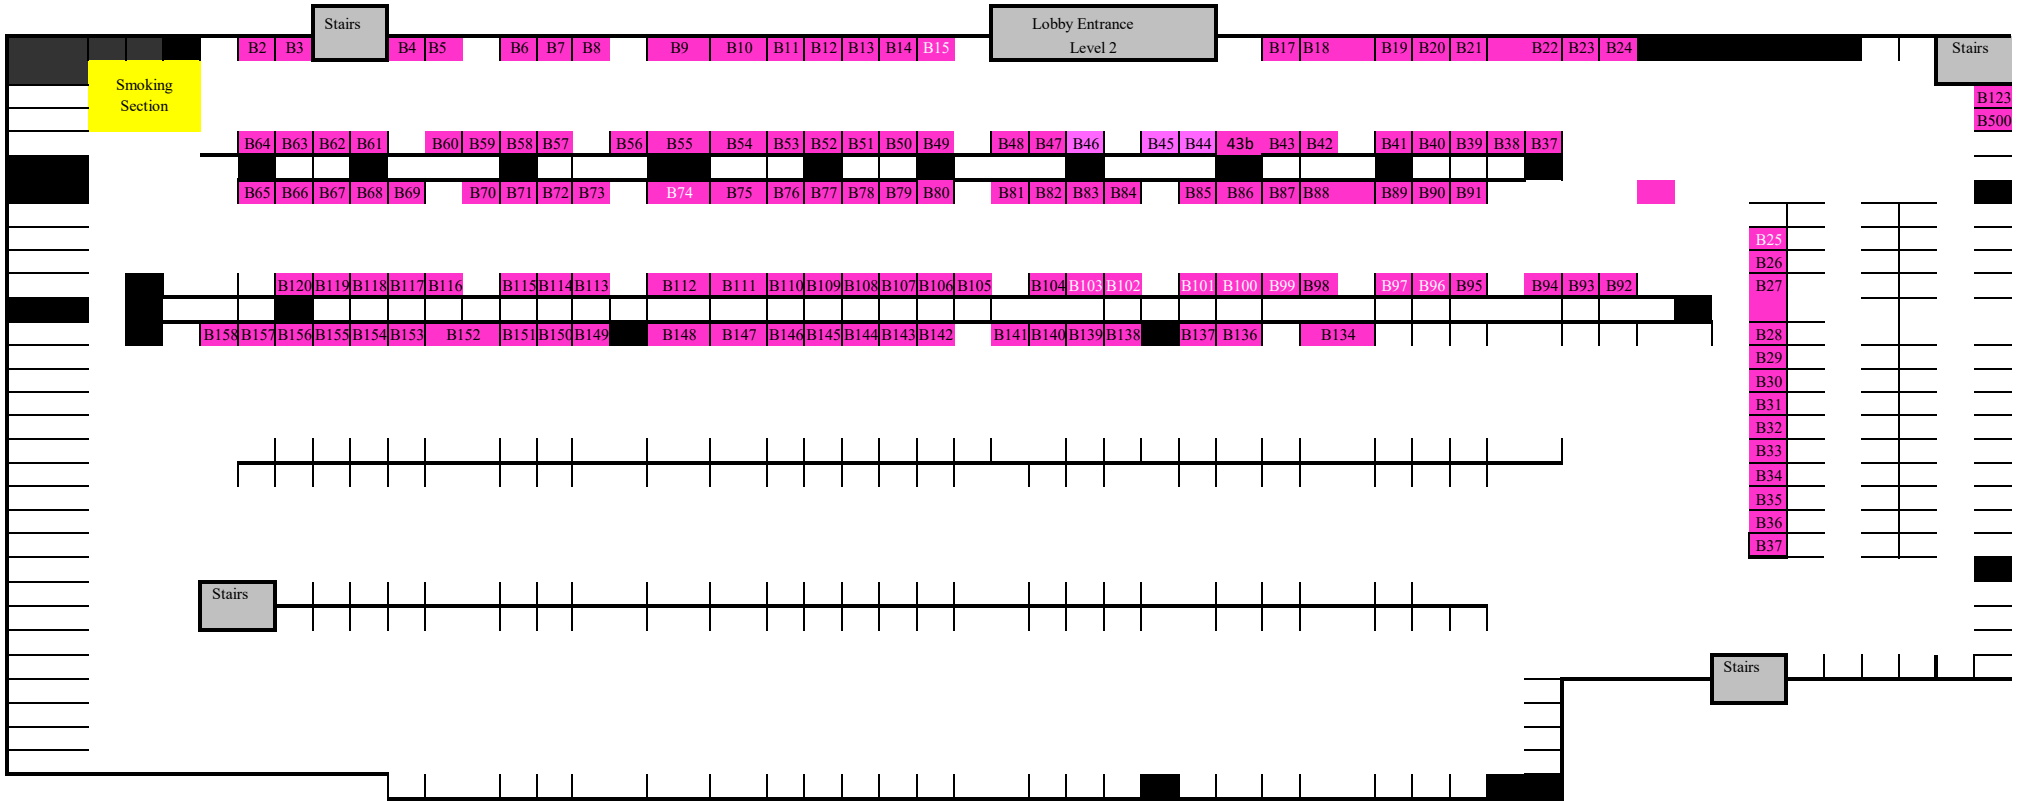 Stairs
Lobby Entrance
Level 2
B2 B3 B4 B5 B6 B7 B8 B9 B10 B11 B12 B13 B14 B15 B17 B18 B19 B20 B21 B22 B23 B24
Stairs
Smoking
Section
B123
B500
B64 B63 B62 B61 B60 B59 B58 B57 B56 B55 B54 B53 B52 B51 B50 B49 B48 B47 B46 B45 B44 43b B43 B42 B41 B40 B39 B38 B37
B65 B66 B67 B68 B69 B70 B71 B72 B73 B74 B75 B76 B77 B78 B79 B80 B81 B82 B83 B84 B85 B86 B87 B88 B89 B90 B91
B25
B26
B120 B119 B118 B117 B116 B115 B114 B113 B112 B111 B110 B109 B108 B107 B106 B105 B104 B103 B102 B101 B100 B99 B98 B97 B96 B95 B94 B93 B92 B27
B158 B157 B156 B155 B154 B153 B152 B151 B150 B149 B148 B147 B146 B145 B144 B143 B142 B141 B140 B139 B138 B137 B136 B134 B28
B29
B30
B31
B32
B33
B34
B35
B36
B37
Stairs
Stairs